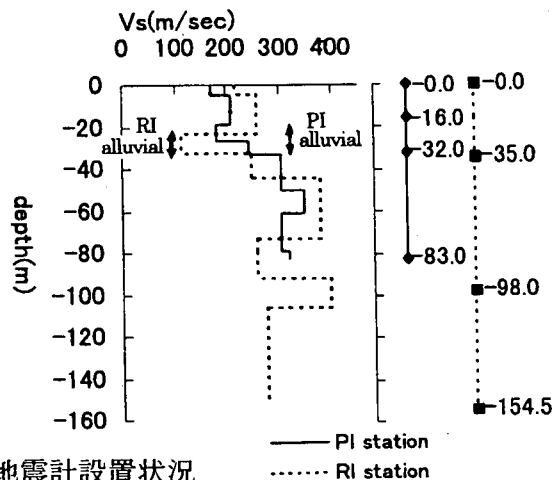 Vs(m/sec)
0 100 200 300 400
0
-20
-40
-60
-80
-100
-120
-140
-160
depth(m)
RI
alluvial
PI
alluvial
-0.0
-16.0
-32.0
-83.0
-0.0
-35.0
-98.0
-154.5
PI station
RI station
地震計設置状況